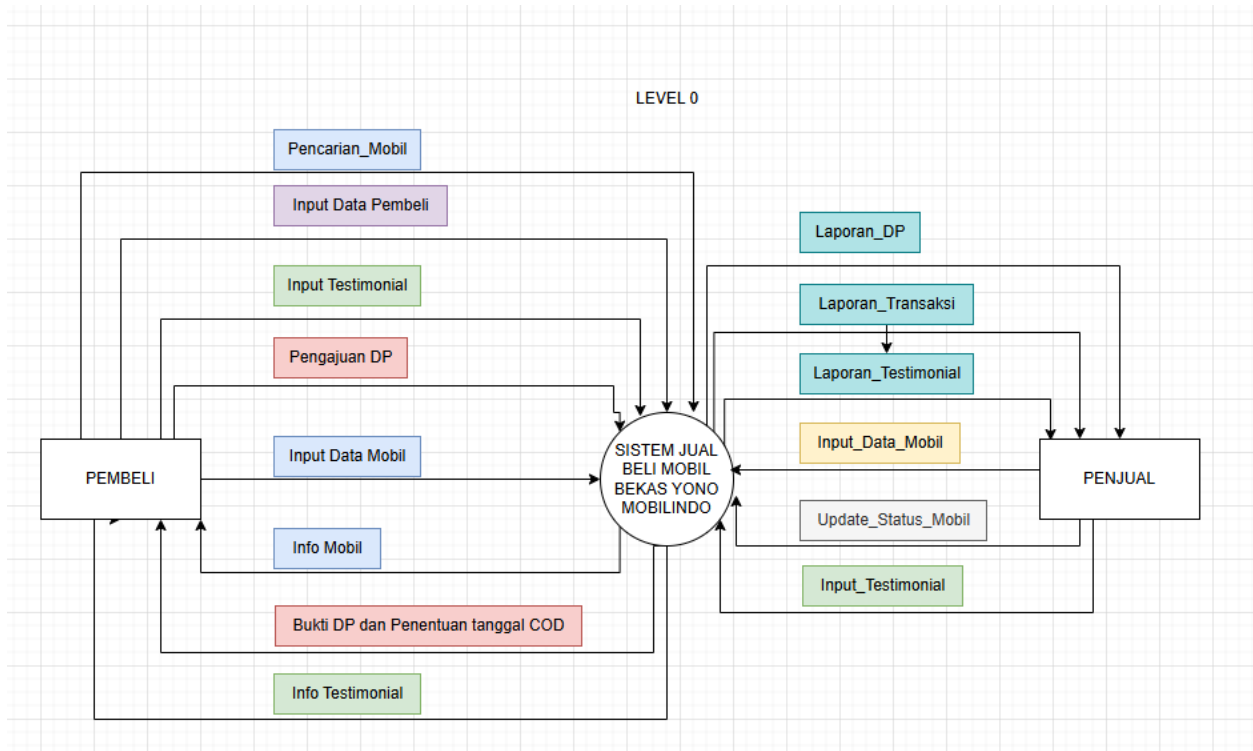 LEVEL 0
Pencarian_Mobil
Input Data Pembeli
Input Testimonial
Pengajuan DP
Input Data Mobil
Info Mobil
Bukti DP dan Penentuan tanggal COD
Info Testimonial
PEMBELI
SISTEM JUAL
BELI MOBIL
BEKAS YONO
MOBILINDO
Laporan_DP
Laporan_Transaksi
Laporan_Testimonial
Input_Data_Mobil
Update_Status_Mobil
Input_Testimonial
PENJUAL